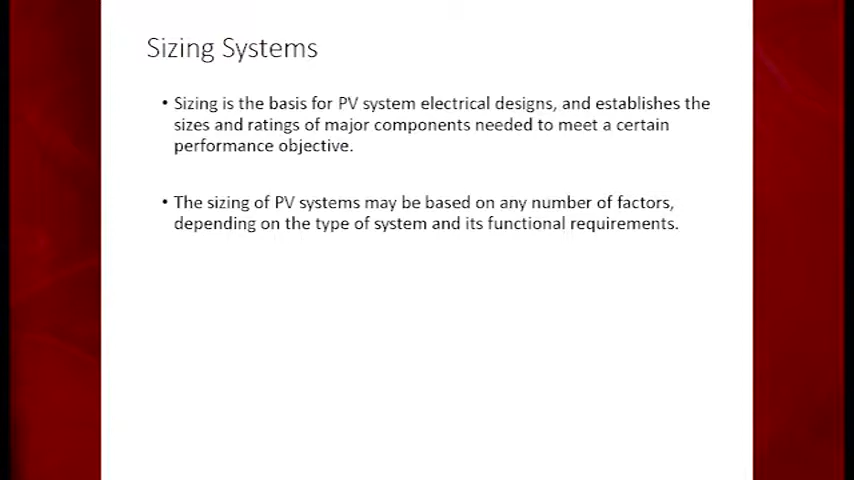 Sizing Systems
• Sizing is the basis for PV system electrical designs, and establishes the
sizes and ratings of major components needed to meet a certain
performance objective.
• The sizing of PV systems may be based on any number of factors,
depending on the type of system and its functional requirements.